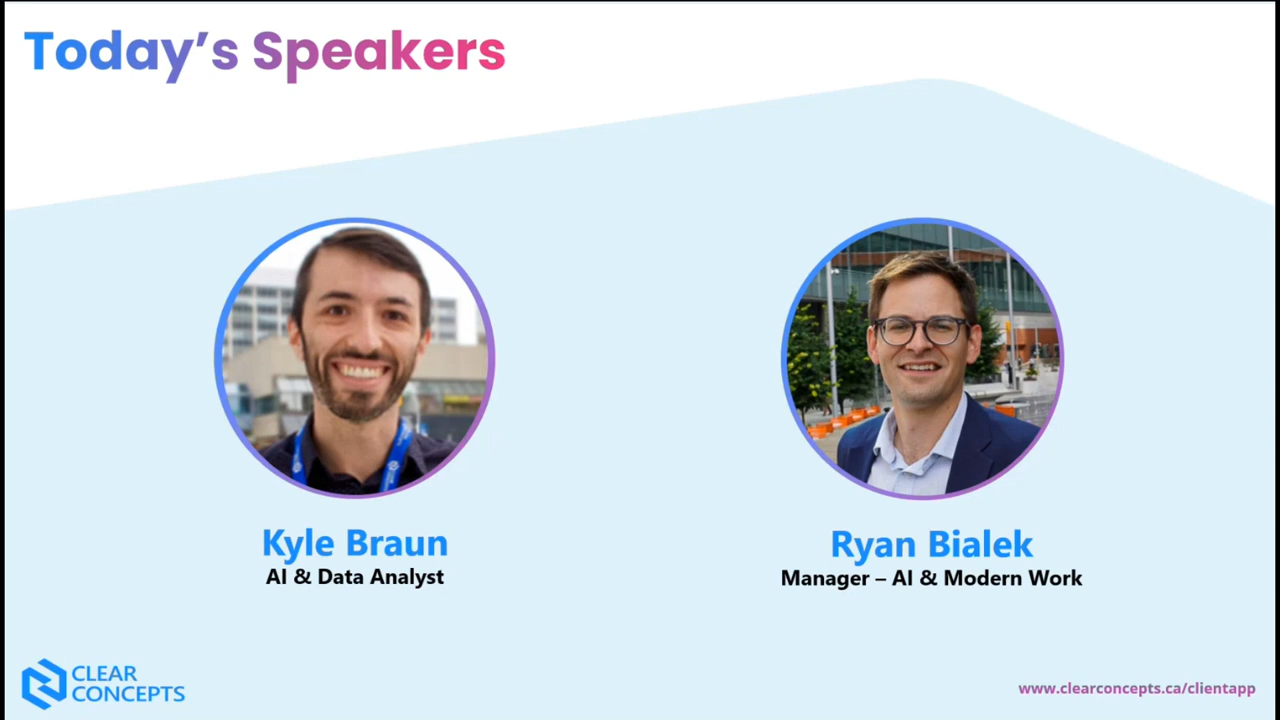 Today’s Speakers
Kyle Braun
AI & Data Analyst
Ryan Bialek
Manager – AI & Modern Work
CLEAR
CONCEPTS
www.clearconcepts.ca/clientapp